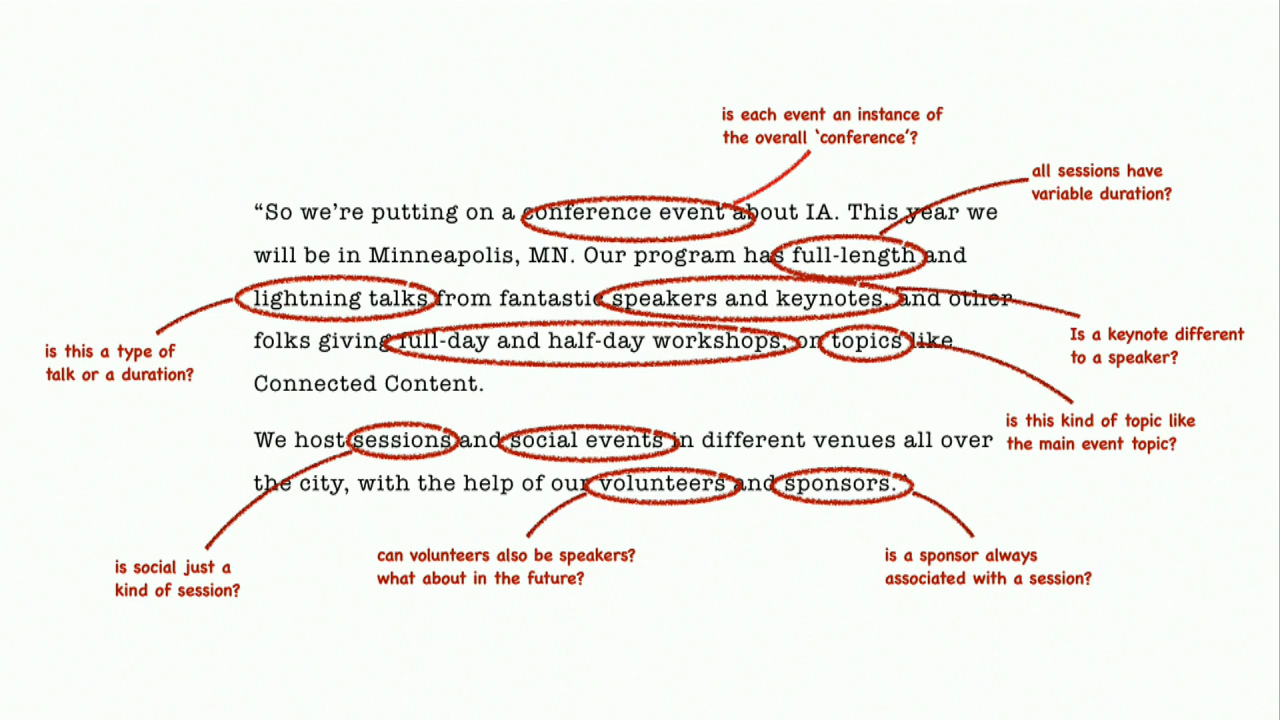 is each event an instance of
the overall ‘conference’?
all sessions have
variable duration?
“So we’re putting on a conference event about IA. This year we
will be in Minneapolis, MN. Our program has full-length and
lightning talks from fantastic speakers and keynotes, and other
folks giving full-day and half-day workshops, on topics like
Connected Content.
is this a type of
talk or a duration?
Is a keynote different
to a speaker?
is this kind of topic like
the main event topic?
We host sessions and social events in different venues all over
the city, with the help of our volunteers and sponsors.”
is social just a
kind of session?
can volunteers also be speakers?
what about in the future?
is a sponsor always
associated with a session?